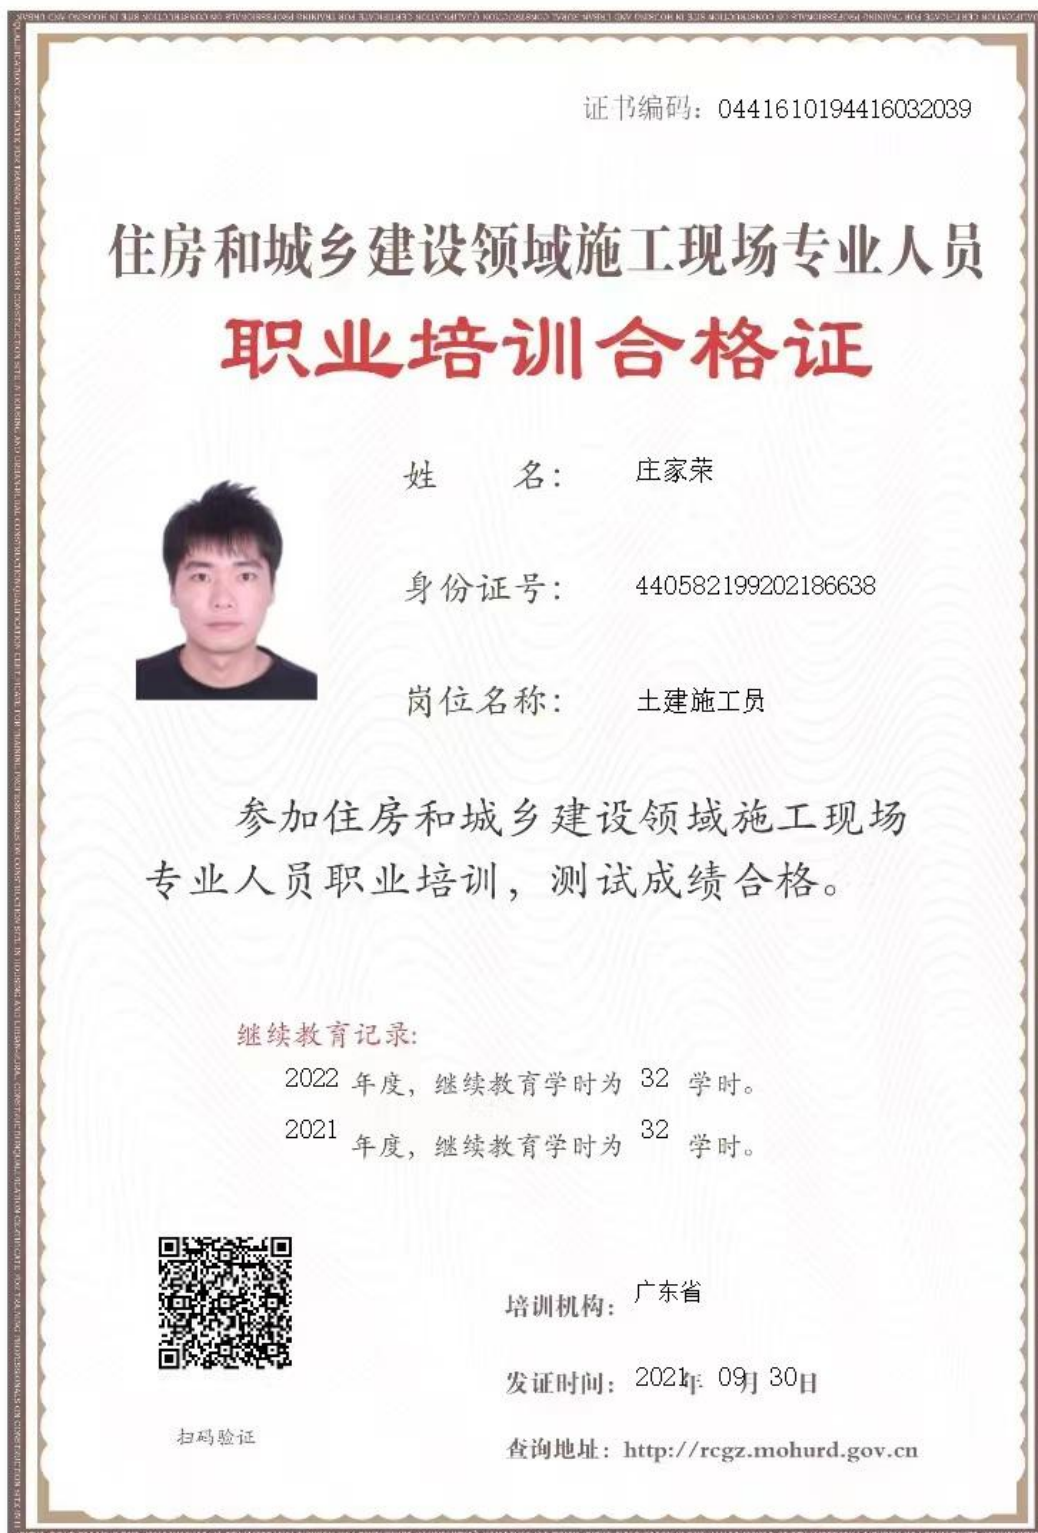 证书编码：0441610194416032039
住房和城乡建设领域施工现场专业人员
职业培训合格证
姓名：庄家荣
身份证号：440582199202186638
岗位名称：土建施工员
参加住房和城乡建设领域施工现场
专业人员职业培训，测试成绩合格。
继续教育记录:
2022 年度，继续教育学时为 32 学时。
2021 年度，继续教育学时为 32 学时。
培训机构：广东省
发证时间：2021年 09月 30日
扫码验证
查询地址：http://rcgz.mohurd.gov.cn